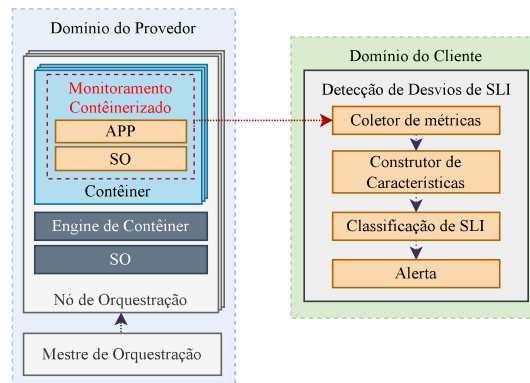 Domínio do Provedor
Monitoramento
Contêinerizado
APP
SO
Contêiner
Engine de Contêiner
SO
Nó de Orquestração
Mestre de Orquestração
Domínio do Cliente
Detecção de Desvios de SLI
Coletor de métricas
Construtor de
Características
Classificação de SLI
Alerta